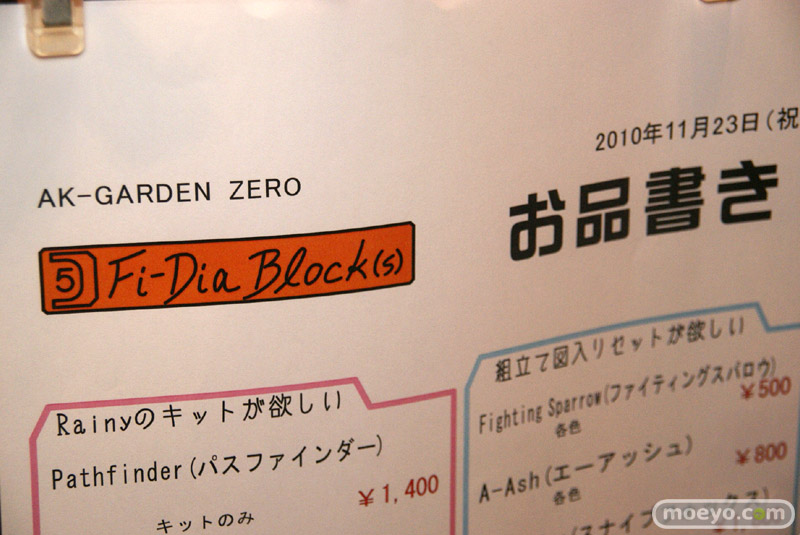 2010年11月23日(祝
AK-GARDEN ZERO
お品書き
5 Fi-Dia Block(s)
Rainyのキットが欲しい
Pathfinder(パスファインダー)
¥1,400
キットのみ
組立て図入りセットが欲しい
Fighting Sparrow(ファイティングスパロウ)
¥500
各色
A-Ash(エーアッシュ)
¥800
各色
(スナイフ
moeyo.com